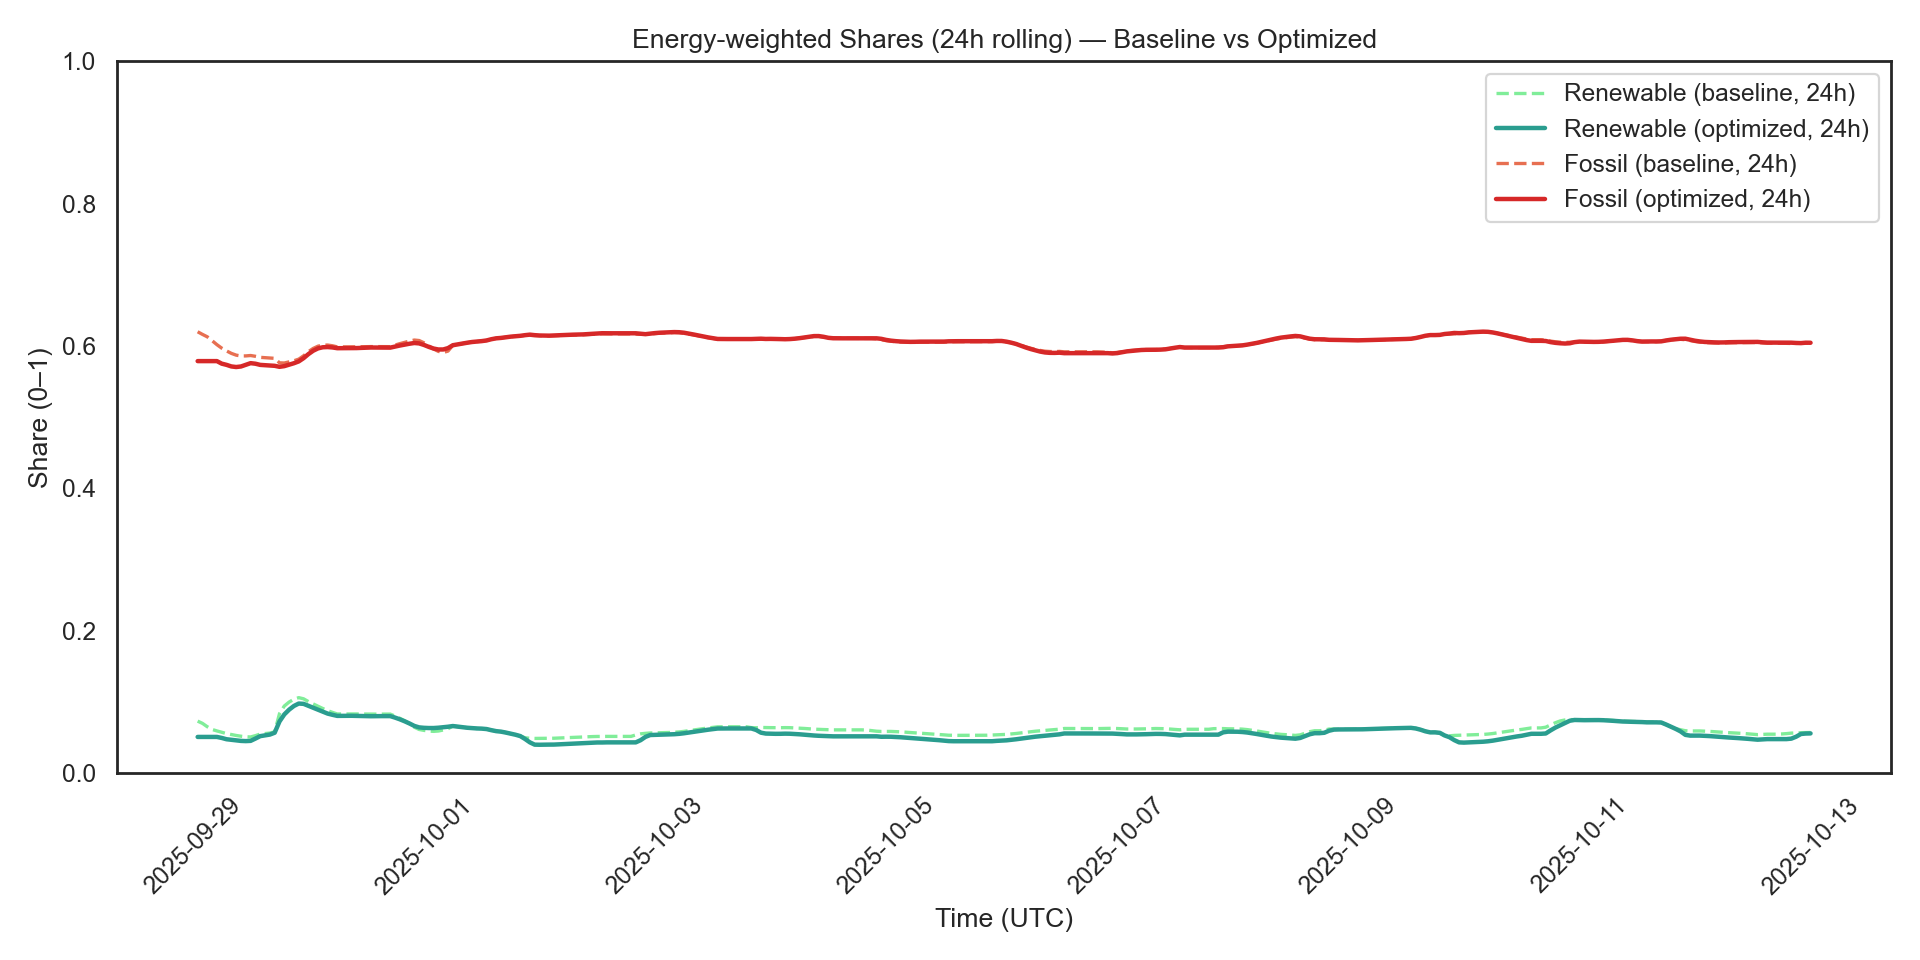 Energy-weighted Shares (24h rolling) — Baseline vs Optimized
1.0
0.8
0.6
0.4
0.2
0.0
Share (0–1)
Renewable (baseline, 24h)
Renewable (optimized, 24h)
Fossil (baseline, 24h)
Fossil (optimized, 24h)
2025-09-29
2025-10-01
2025-10-03
2025-10-05
2025-10-07
2025-10-09
2025-10-11
2025-10-13
Time (UTC)